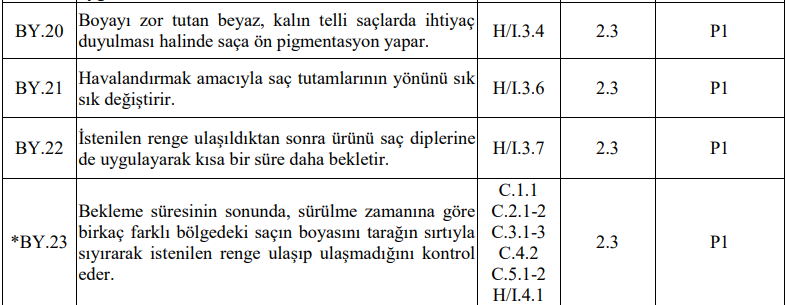 BY.20 Boyayı zor tutan beyaz, kalın telli saçlarda ihtiyaç duyulması halinde saça ön pigmentasyon yapar. H/I.3.4 2.3 P1
BY.21 Havalandırmak amacıyla saç tutamlarının yönünü sık sık değiştirir. H/I.3.6 2.3 P1
BY.22 İstenilen renge ulaşıldıktan sonra ürünü saç diplerine de uygulayarak kısa bir süre daha bekletir. H/I.3.7 2.3 P1
*BY.23 Bekleme süresinin sonunda, sürülme zamanına göre birkaç farklı bölgedeki saçın boyasını tarağın sırtıyla sıyırarak istenilen renge ulaşıp ulaşmadığını kontrol eder. C.1.1
C.2.1-2
C.3.1-3
C.4.2
C.5.1-2
H/I.4.1 2.3 P1